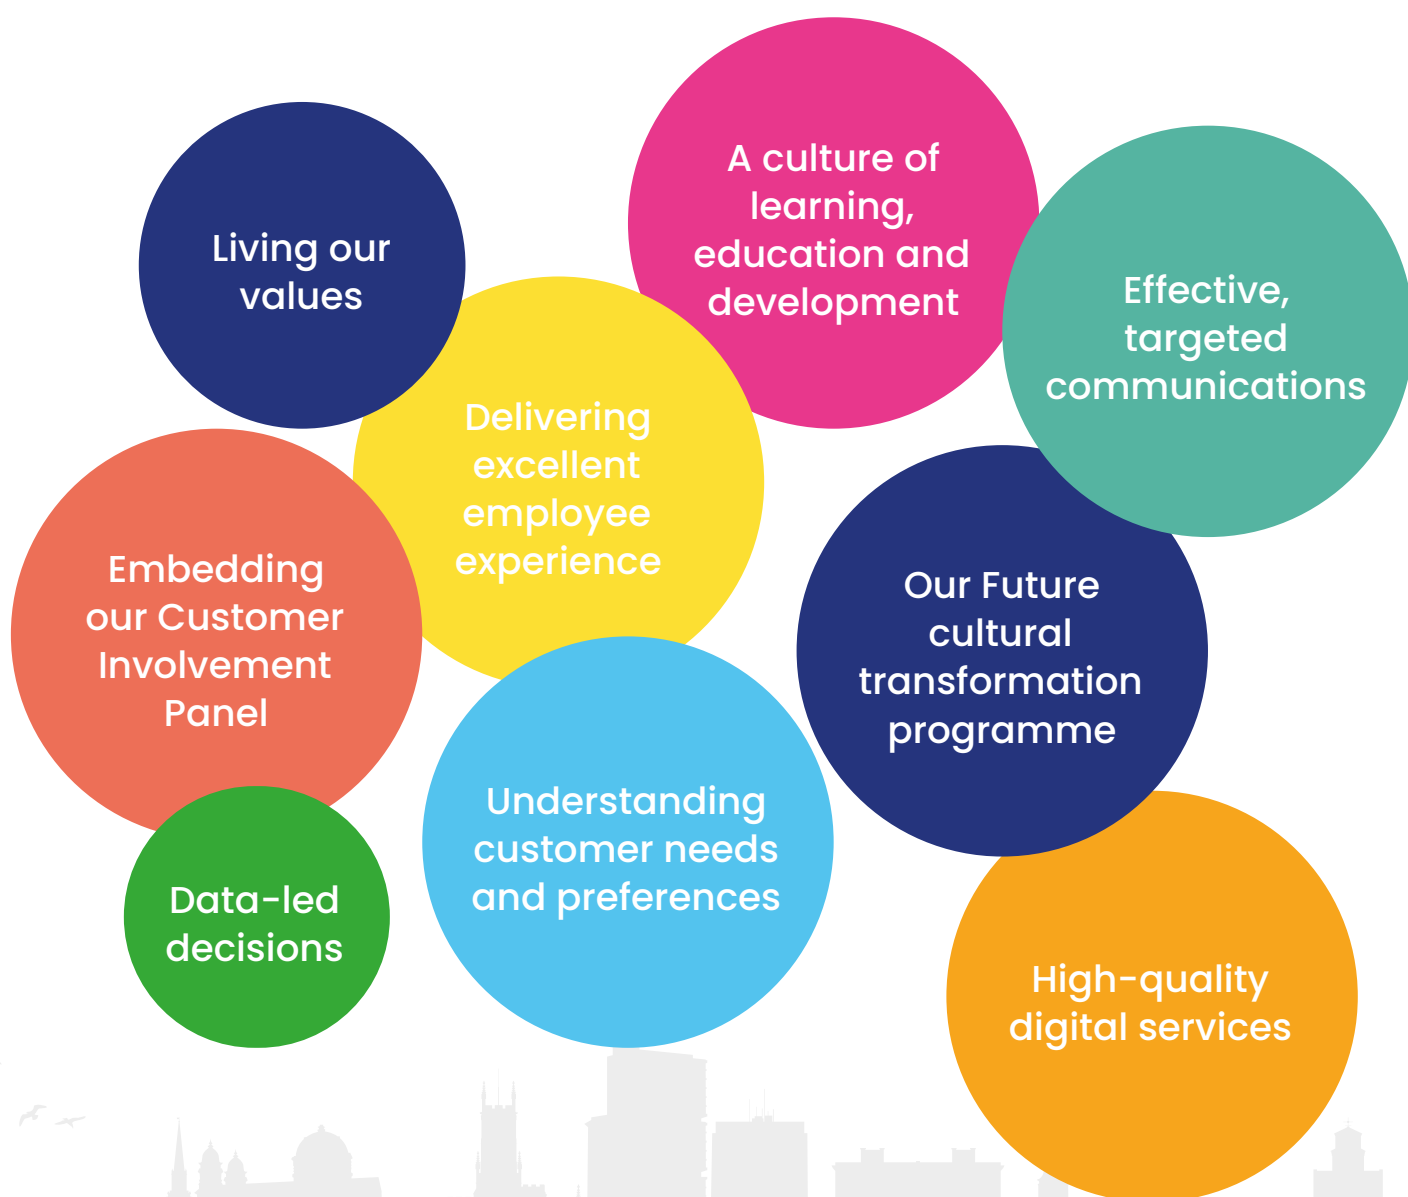 A culture of
learning,
education and
development
Living our
values
Effective,
targeted
communications
Delivering
excellent
employee
experience
Embedding
our Customer
Involvement
Panel
Our Future
cultural
transformation
programme
Understanding
customer needs
and preferences
Data-led
decisions
High-quality
digital services